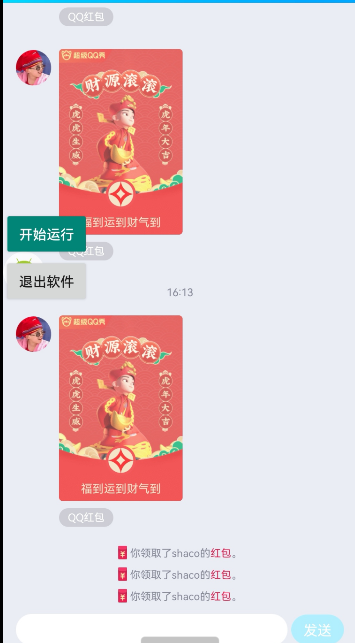 QQ红包
超级QQ秀
财源滚滚
虎虎生威
虎年大吉
福到运到财气到
QQ红包
开始运行
退出软件
16:13
超级QQ秀
财源滚滚
虎虎生威
虎年大吉
福到运到财气到
QQ红包
你领取了shaco的红包。
你领取了shaco的红包。
你领取了shaco的红包。
发送